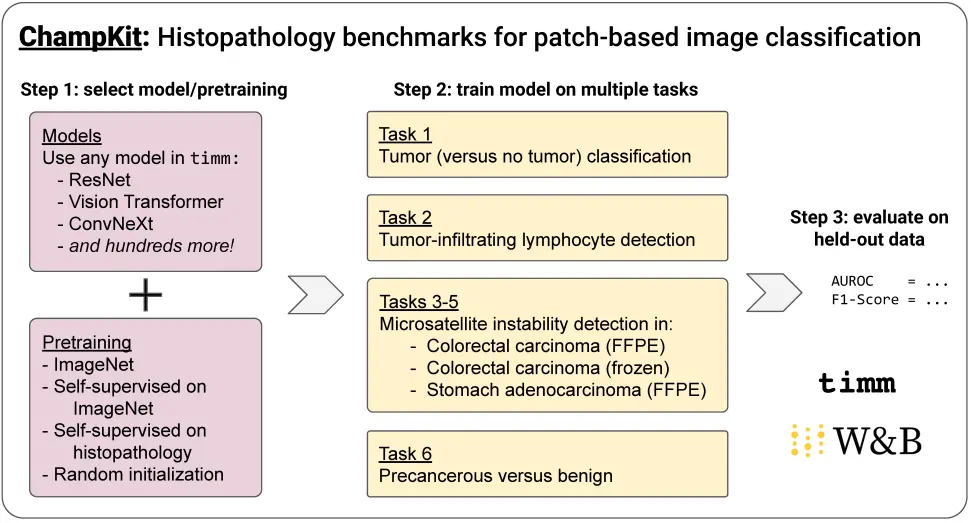 ChampKit: Histopathology benchmarks for patch-based image classification
Step 1: select model/pretraining
Models
Use any model in timm:
- ResNet
- Vision Transformer
- ConvNeXt
- and hundreds more!
+
Pretraining
- ImageNet
- Self-supervised on
ImageNet
- Self-supervised on
histopathology
- Random initialization
Step 2: train model on multiple tasks
Task 1
Tumor (versus no tumor) classification
Task 2
Tumor-infiltrating lymphocyte detection
Tasks 3-5
Microsatellite instability detection in:
- Colorectal carcinoma (FFPE)
- Colorectal carcinoma (frozen)
- Stomach adenocarcinoma (FFPE)
Task 6
Precancerous versus benign
Step 3: evaluate on
held-out data
AUROC = ...
F1-Score = ...
timm
W&B